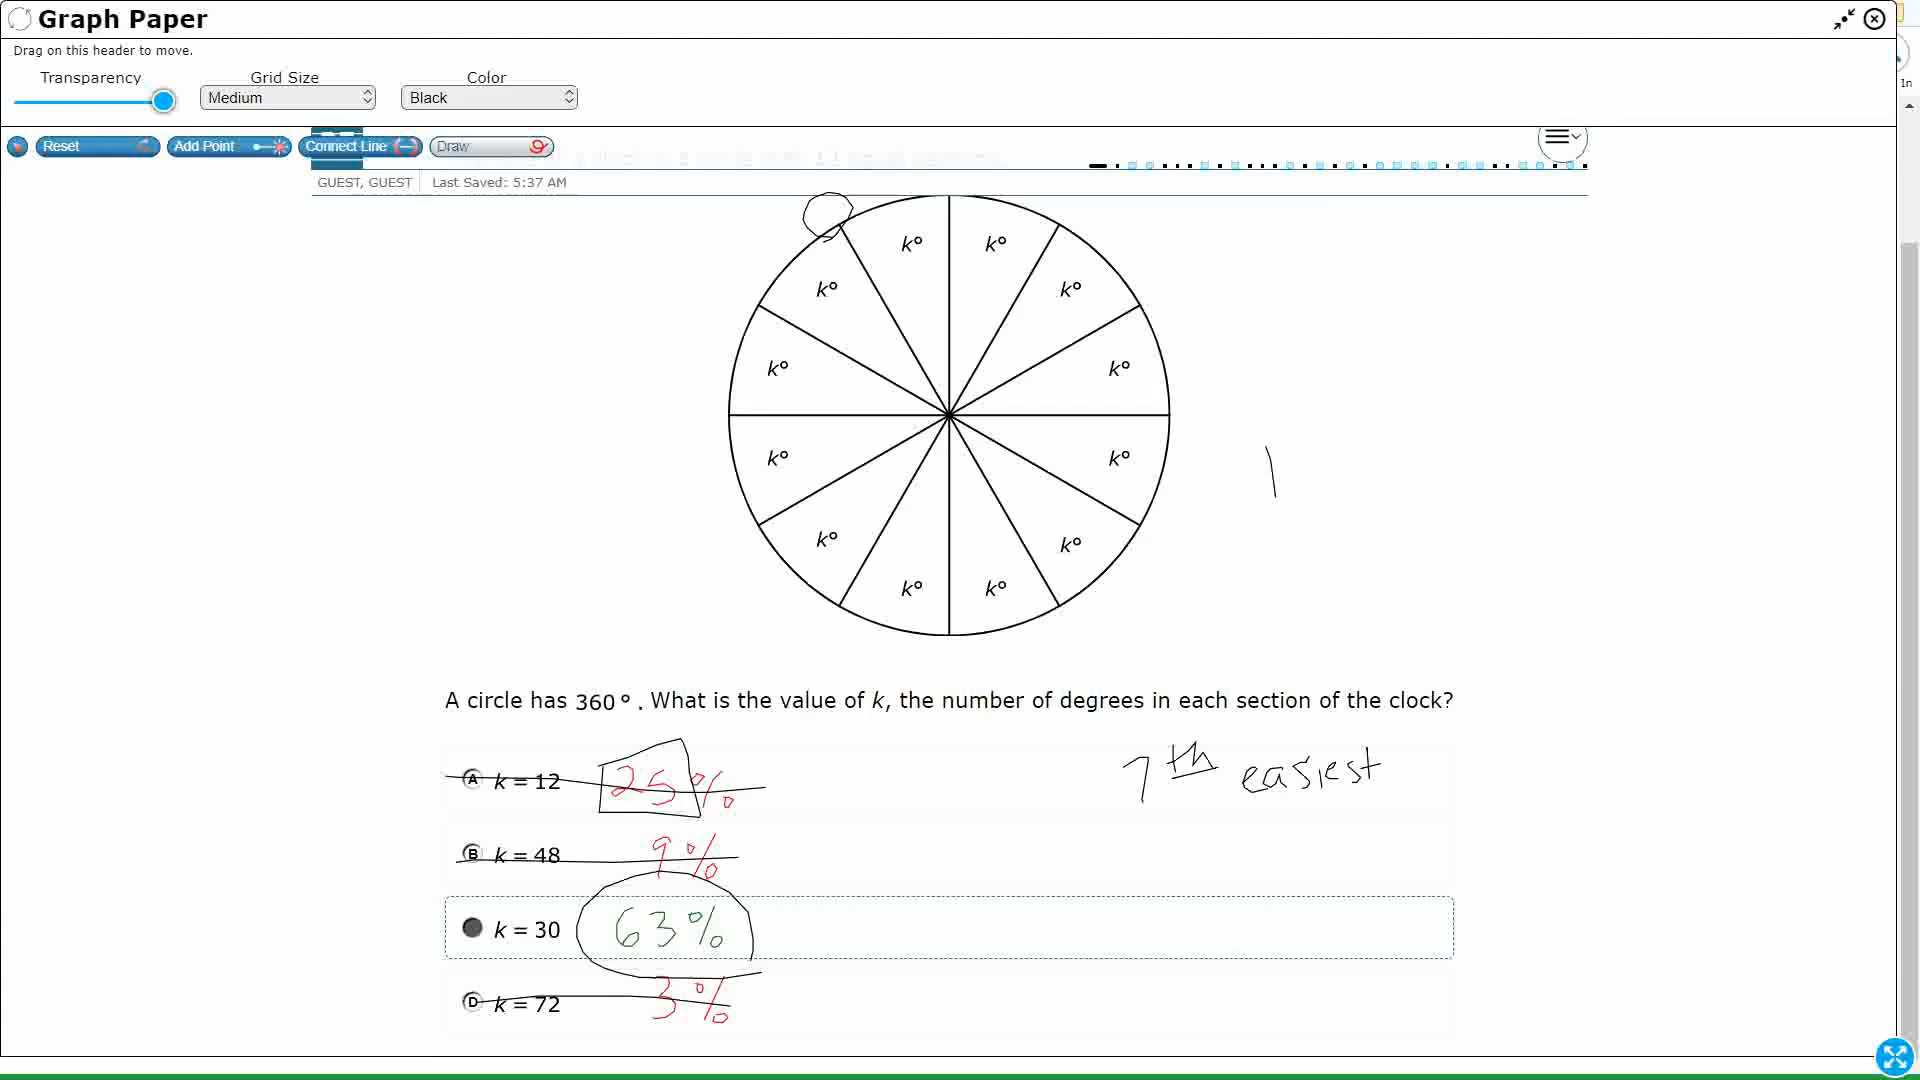 Graph Paper
Drag on this header to move.
Transparency Grid Size Color
Medium Black
Reset Add Point Connect Line Draw
GUEST, GUEST Last Saved: 5:37 AM
k° k°
k° k°
k° k°
k° k°
k° k°
k° k°
A circle has 360°. What is the value of k, the number of degrees in each section of the clock?
A k = 12 25%
7th easiest
B k = 48 9%
k = 30 63%
D k = 72 3%